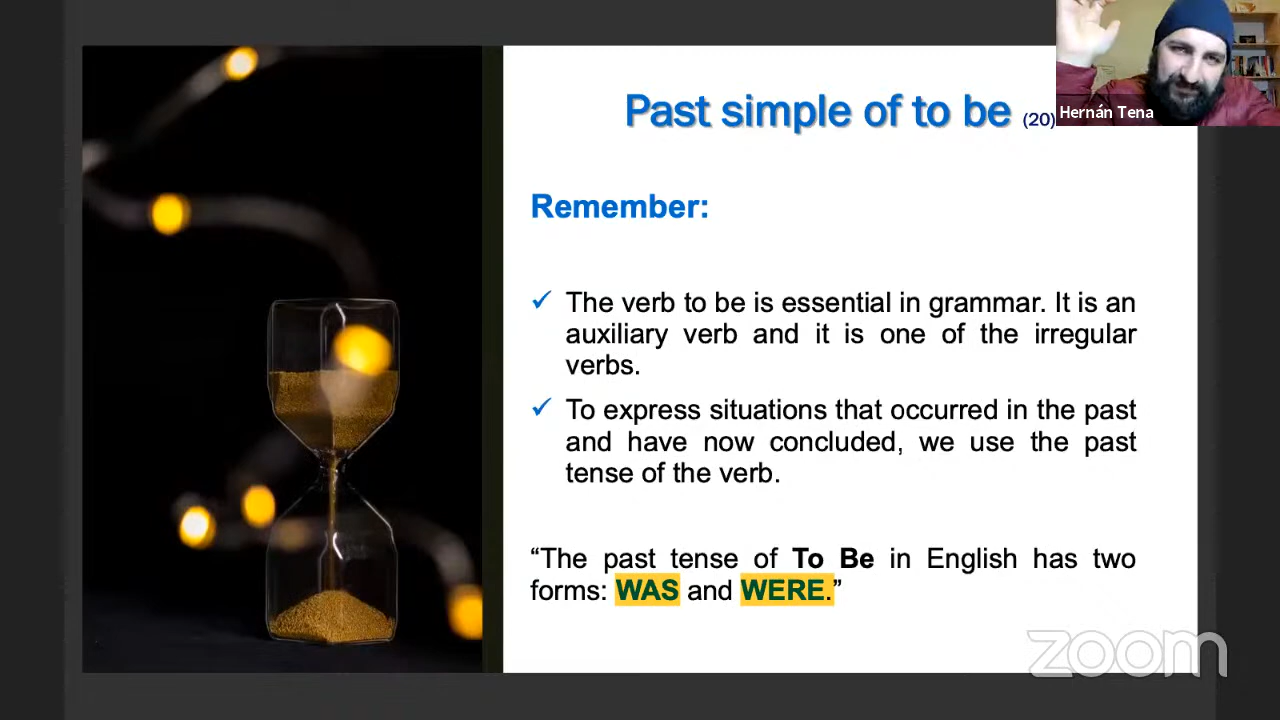 Past simple of to be (20)
Hernán Tena
Remember:
✓ The verb to be is essential in grammar. It is an
auxiliary verb and it is one of the irregular
verbs.
✓ To express situations that occurred in the past
and have now concluded, we use the past
tense of the verb.
“The past tense of To Be in English has two
forms: WAS and WERE.”
zoom